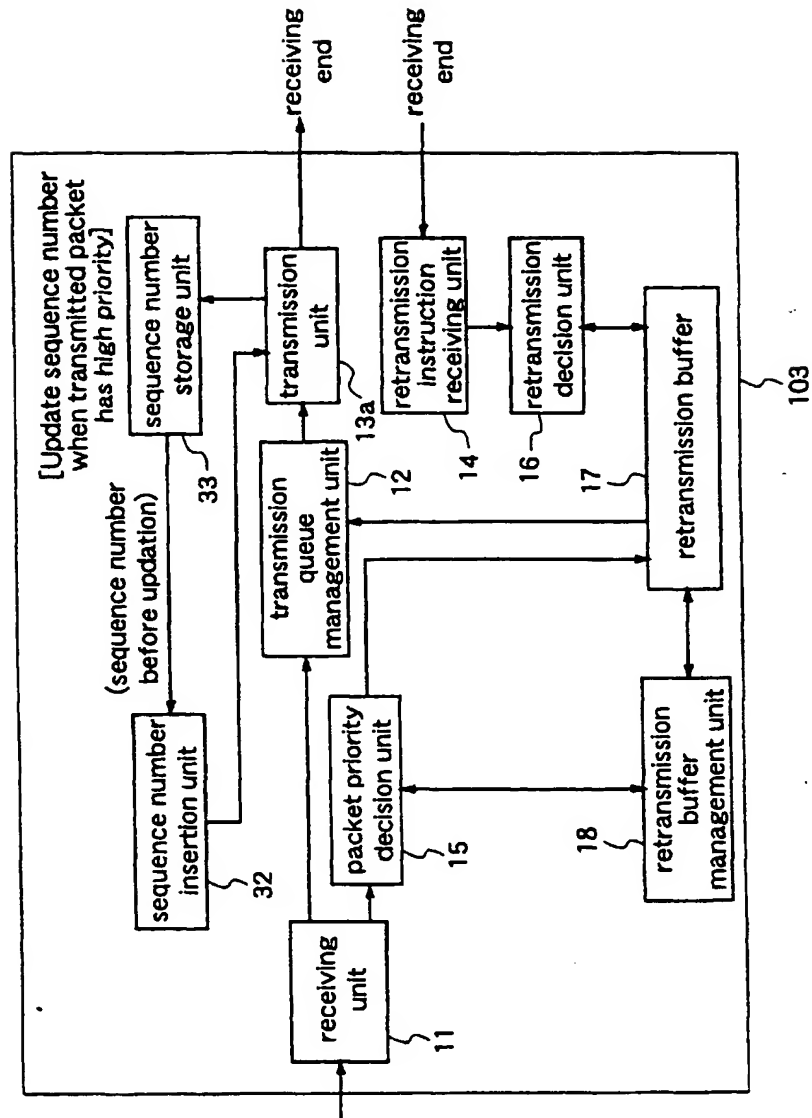 [Update sequence number
when transmitted packet
has high priority]
(sequence number
before updation)
sequence number
insertion unit
32
sequence number
storage unit
33
receiving
end
transmission
unit
13a
transmission
queue
management unit
12
receiving
unit
11
packet priority
decision unit
15
receiving
end
retransmission
instruction
receiving unit
14
retransmission
decision unit
16
retransmission buffer
17
retransmission
buffer
management unit
18
103